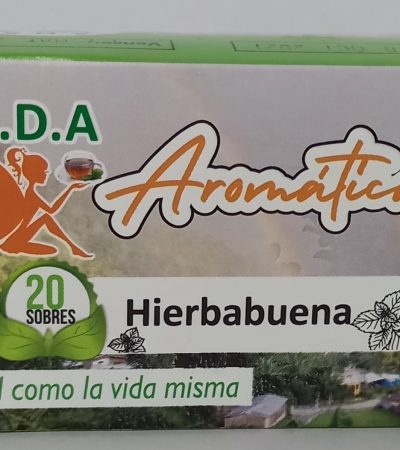 .D.A
Aromátic
20
SOBRES
Hierbabuena
l como la vida misma